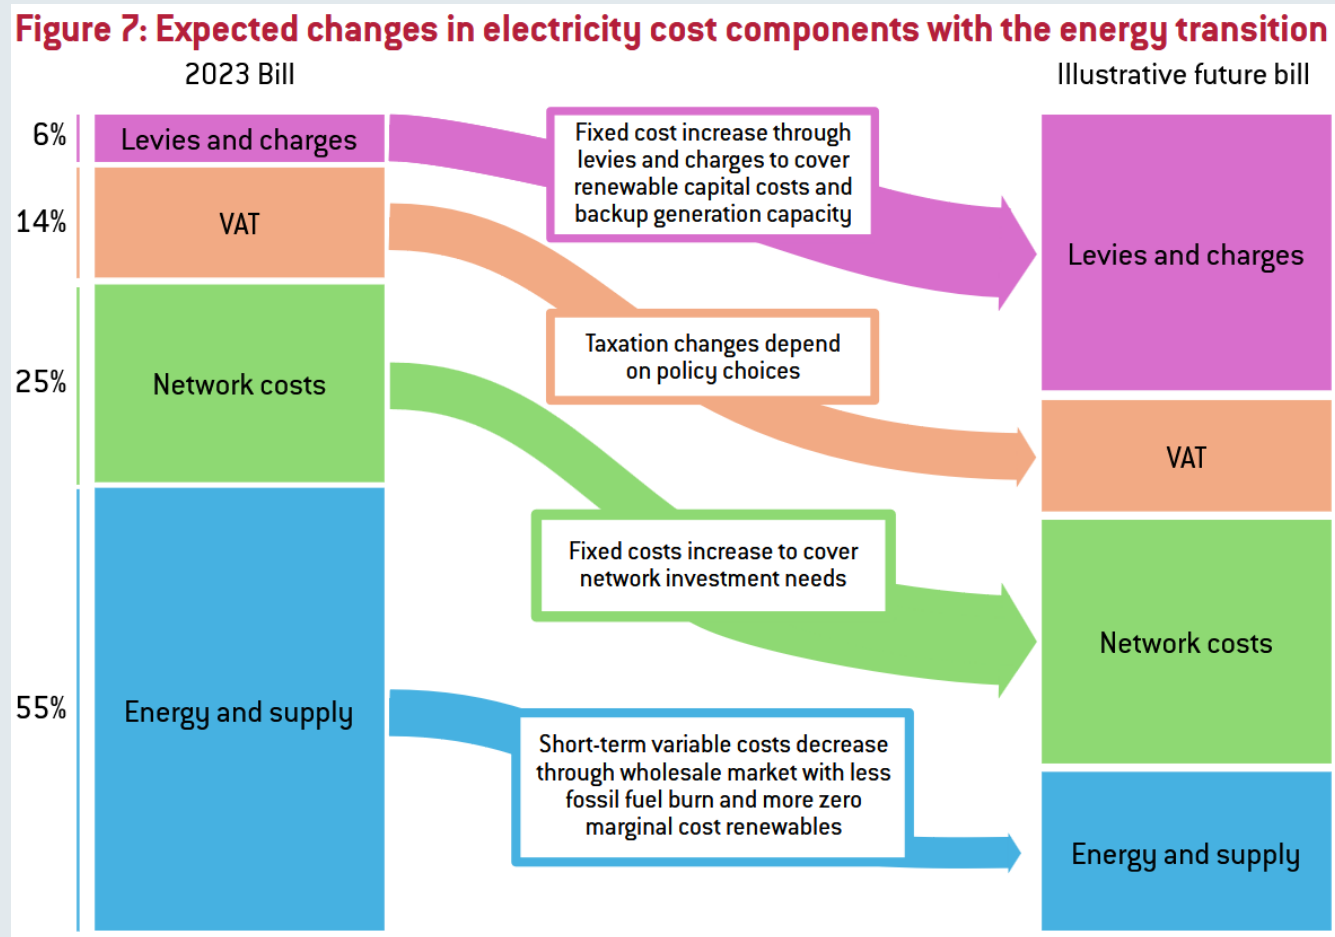 Figure 7: Expected changes in electricity cost components with the energy transition
2023 Bill
Illustrative future bill
6%
Levies and charges
14%
VAT
25%
Network costs
55%
Energy and supply
Fixed cost increase through
levies and charges to cover
renewable capital costs and
backup generation capacity
Taxation changes depend
on policy choices
Fixed costs increase to cover
network investment needs
Short-term variable costs decrease
through wholesale market with less
fossil fuel burn and more zero
marginal cost renewables
Levies and charges
VAT
Network costs
Energy and supply